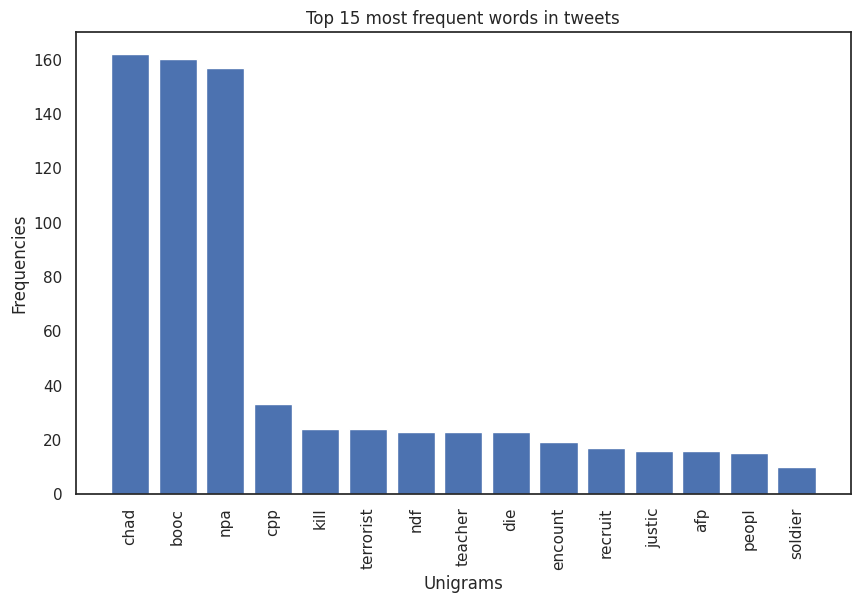 Top 15 most frequent words in tweets
Frequencies
160
140
120
100
80
60
40
20
0
chad
booc
npa
cpp
kill
terrorist
ndf
teacher
die
encount
recruit
justic
afp
peopl
soldier
Unigrams